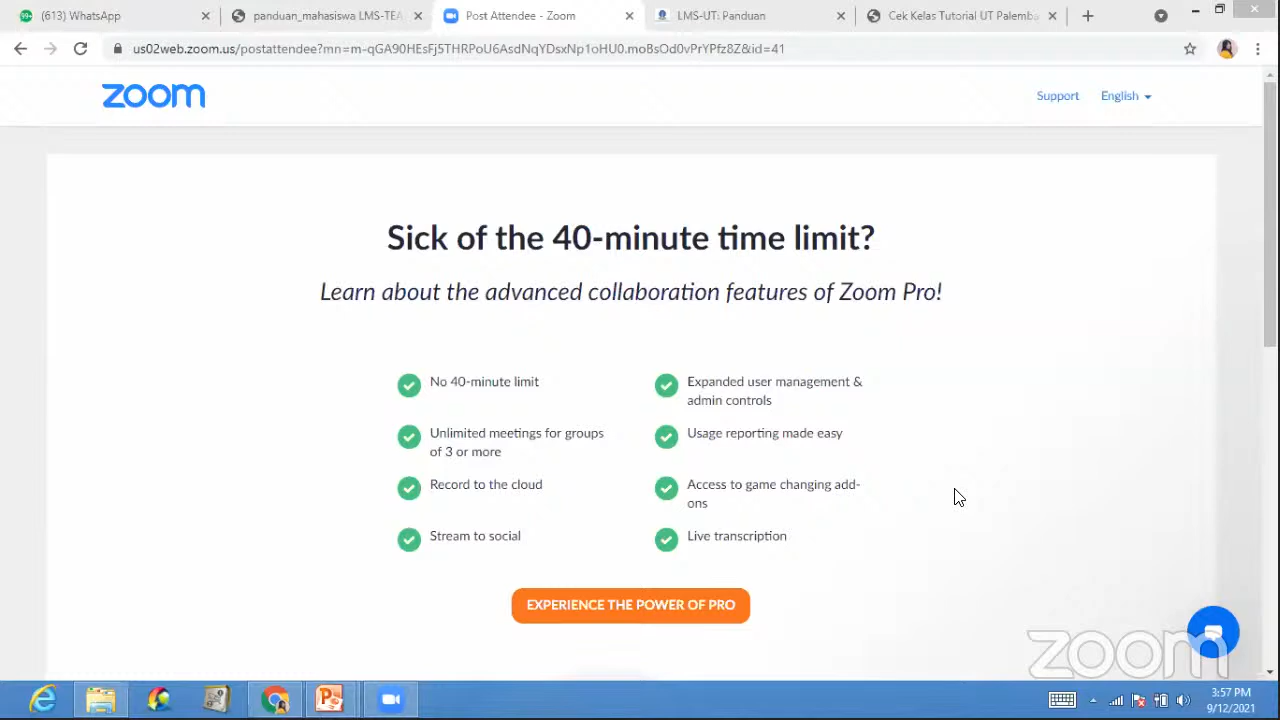 (613) WhatsApp
panduan_mahasiswa LMS-TEA
Post Attendee - Zoom
LMS-UT: Panduan
Cek Kelas Tutorial UT Palemba
us02web.zoom.us/postattendee?mn=m-qGA90HEsFj5THRPoU6AsdNqYDsxNp1oHU0.moBsOd0vPrYPfz8Z&id=41
zoom
Support
English
Sick of the 40-minute time limit?
Learn about the advanced collaboration features of Zoom Pro!
No 40-minute limit
Unlimited meetings for groups
of 3 or more
Record to the cloud
Stream to social
Expanded user management &
admin controls
Usage reporting made easy
Access to game changing add-
ons
Live transcription
EXPERIENCE THE POWER OF PRO
zoom
3:57 PM
9/12/2021